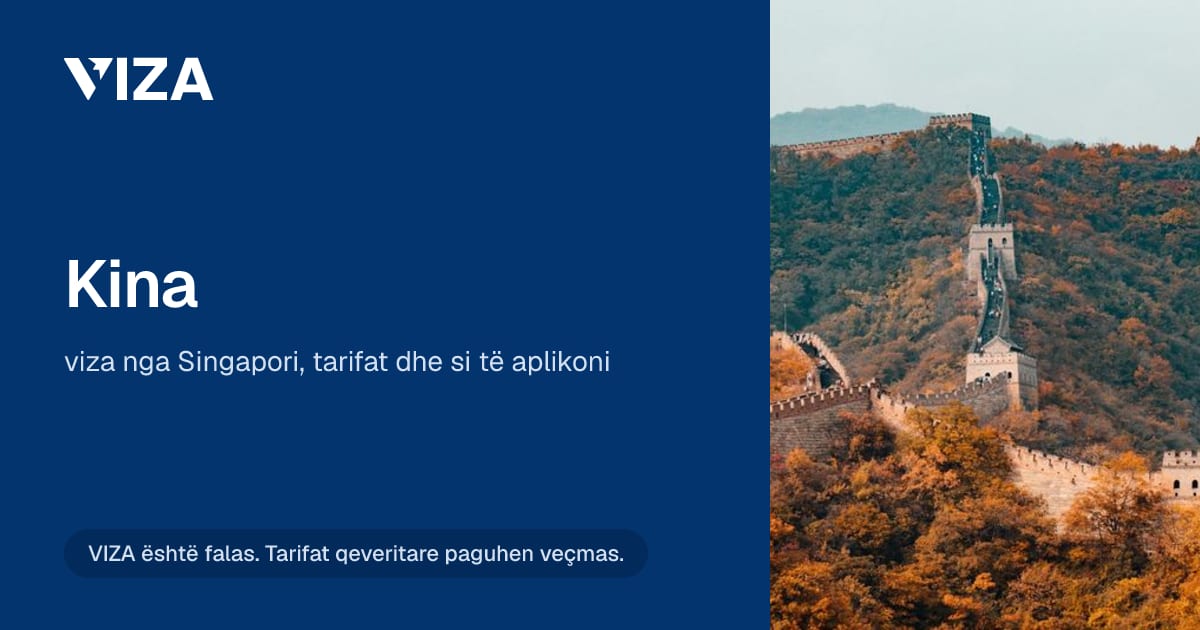 VIZA
Kina
viza nga Singapori, tarifat dhe si të aplikoni
VIZA është falas. Tarifat qeveritare paguhen veçmas.